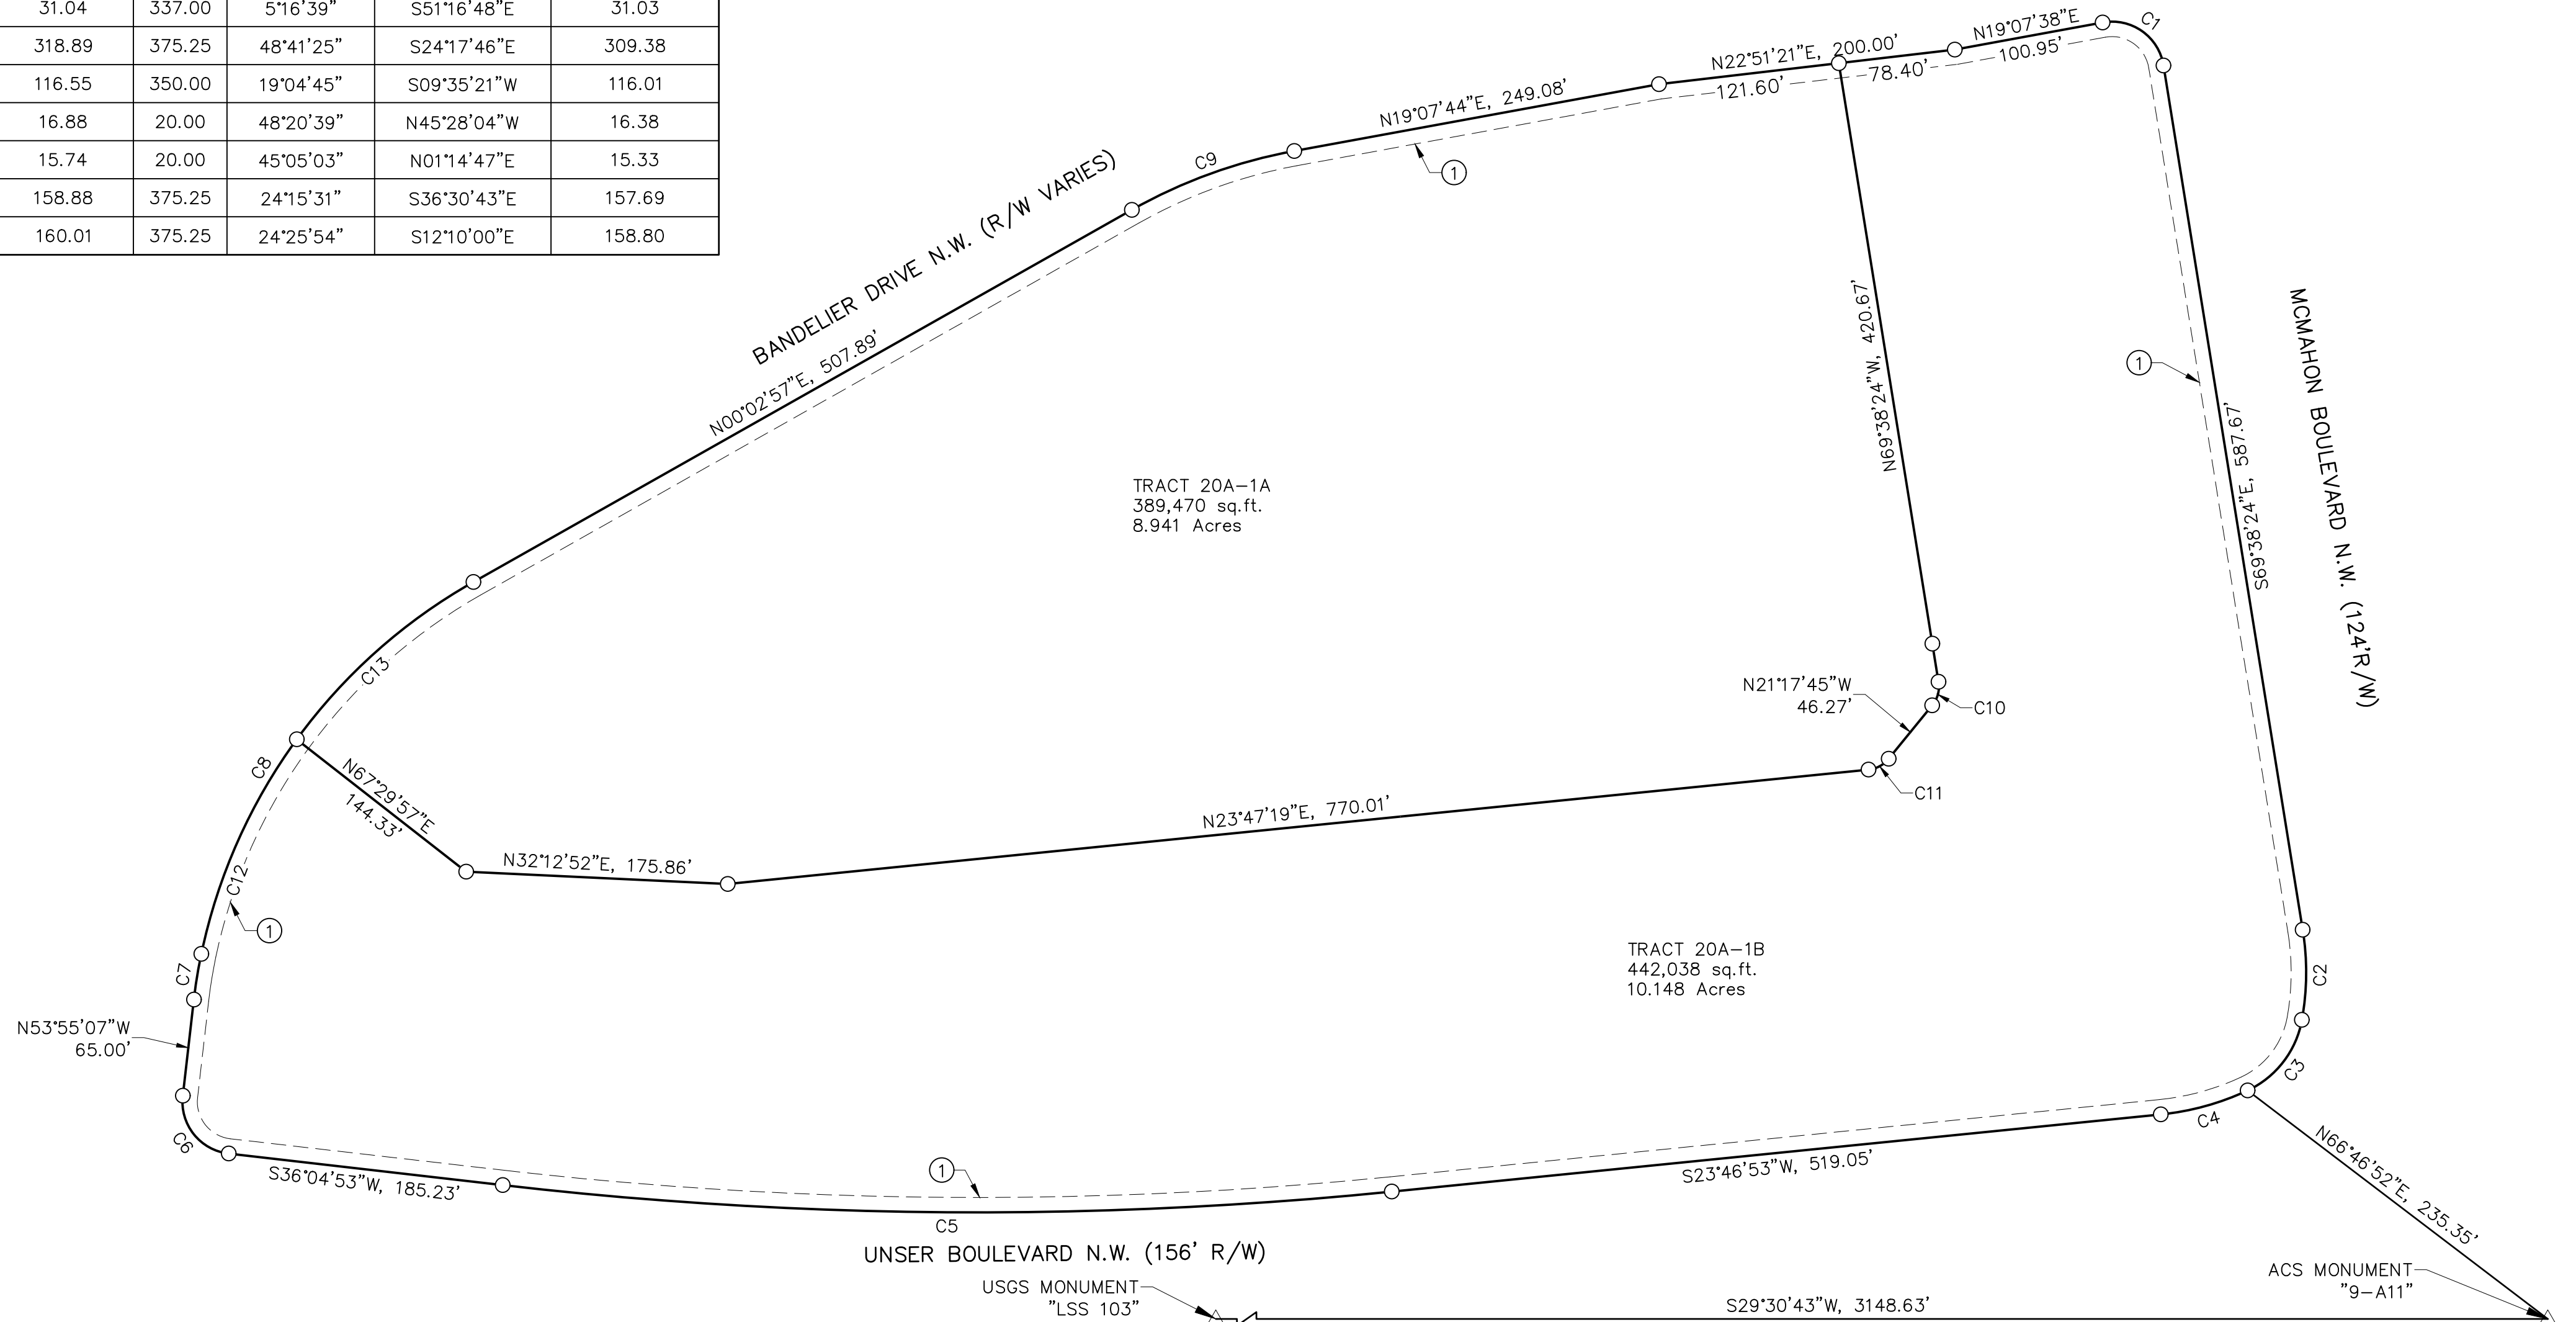 31.04 337.00 5°16'39" S51°16'48"E 31.03
318.89 375.25 48°41'25" S24°17'46"E 309.38
116.55 350.00 19°04'45" S09°35'21"W 116.01
16.88 20.00 48°20'39" N45°28'04"W 16.38
15.74 20.00 45°05'03" N01°14'47"E 15.33
158.88 375.25 24°15'31" S36°30'43"E 157.69
160.01 375.25 24°25'54" S12°10'00"E 158.80
N19°07'38"E
100.95'
C1
N22°51'21"E, 200.00'
121.60'
78.40'
N19°07'44"E, 249.08'
C9
1
BANDELIER DRIVE N.W. (R/W VARIES)
N00°02'57"E, 507.89'
N69°38'24"W, 420.67'
1
MCMAHON BOULEVARD N.W. (124'R/W)
S69°38'24"E, 587.67'
TRACT 20A-1A
389,470 sq.ft.
8.941 Acres
C13
C8
N67°29'57"E
144.33'
N21°17'45"W
46.27'
C10
C11
N23°47'19"E, 770.01'
N32°12'52"E, 175.86'
C12
1
C7
N53°55'07"W
65.00'
TRACT 20A-1B
442,038 sq.ft.
10.148 Acres
C2
C3
C4
C6
S36°04'53"W, 185.23'
1
C5
S23°46'53"W, 519.05'
N66°46'52"E, 235.35'
UNSER BOULEVARD N.W. (156' R/W)
USGS MONUMENT
"LSS 103"
ACS MONUMENT
"9-A11"
S29°30'43"W, 3148.63'